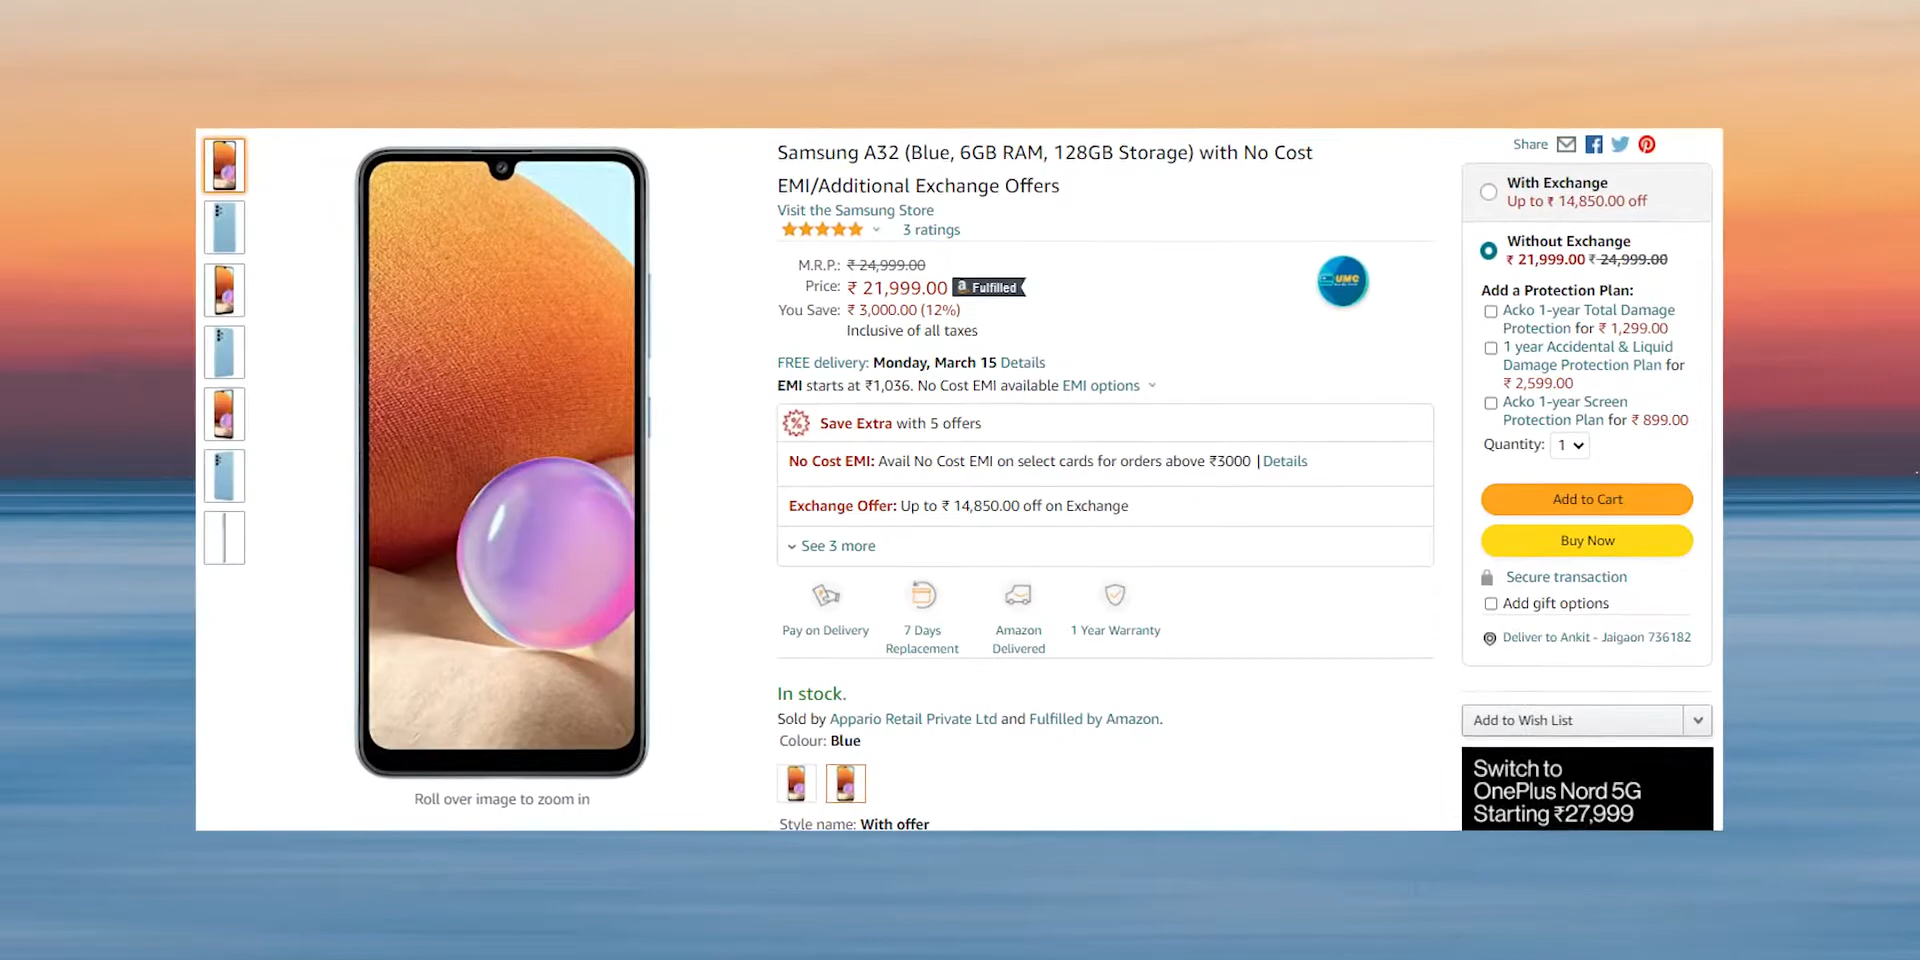 Samsung A32 (Blue, 6GB RAM, 128GB Storage) with No Cost
EMI/Additional Exchange Offers
Visit the Samsung Store
3 ratings
M.R.P.: ₹ 24,999.00
Price: ₹ 21,999.00 a Fulfilled
You Save: ₹ 3,000.00 (12%)
Inclusive of all taxes
UMC
FREE delivery: Monday, March 15 Details
EMI starts at ₹1,036. No Cost EMI available EMI options
% Save Extra with 5 offers
No Cost EMI: Avail No Cost EMI on select cards for orders above ₹3000 | Details
Exchange Offer: Up to ₹ 14,850.00 off on Exchange
See 3 more
Pay on Delivery
7 Days
Replacement
Amazon
Delivered
1 Year Warranty
In stock.
Sold by Appario Retail Private Ltd and Fulfilled by Amazon.
Colour: Blue
Style name: With offer
Roll over image to zoom in
Share
With Exchange
Up to ₹ 14,850.00 off
Without Exchange
₹ 21,999.00 ₹ 24,999.00
Add a Protection Plan:
Acko 1-year Total Damage
Protection for ₹ 1,299.00
1 year Accidental & Liquid
Damage Protection Plan for
₹ 2,599.00
Acko 1-year Screen
Protection Plan for ₹ 899.00
Quantity: 1
Add to Cart
Buy Now
Secure transaction
Add gift options
Deliver to Ankit - Jaigaon 736182
Add to Wish List
Switch to
OnePlus Nord 5G
Starting ₹27,999